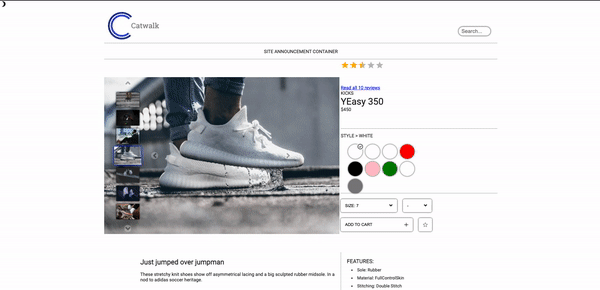 Catwalk
Search...
SITE ANNOUNCEMENT CONTAINER
Read all 10 reviews
KICKS
YEasy 350
$450
STYLE > WHITE
SIZE: 7
-
ADD TO CART +
Just jumped over jumpman
These stretchy knit shoes show off asymmetrical lacing and a big sculpted rubber midsole. In a
nod to adidas soccer heritage.
FEATURES:
Sole: Rubber
Material: FullControlSkin
Stitching: Double Stitch